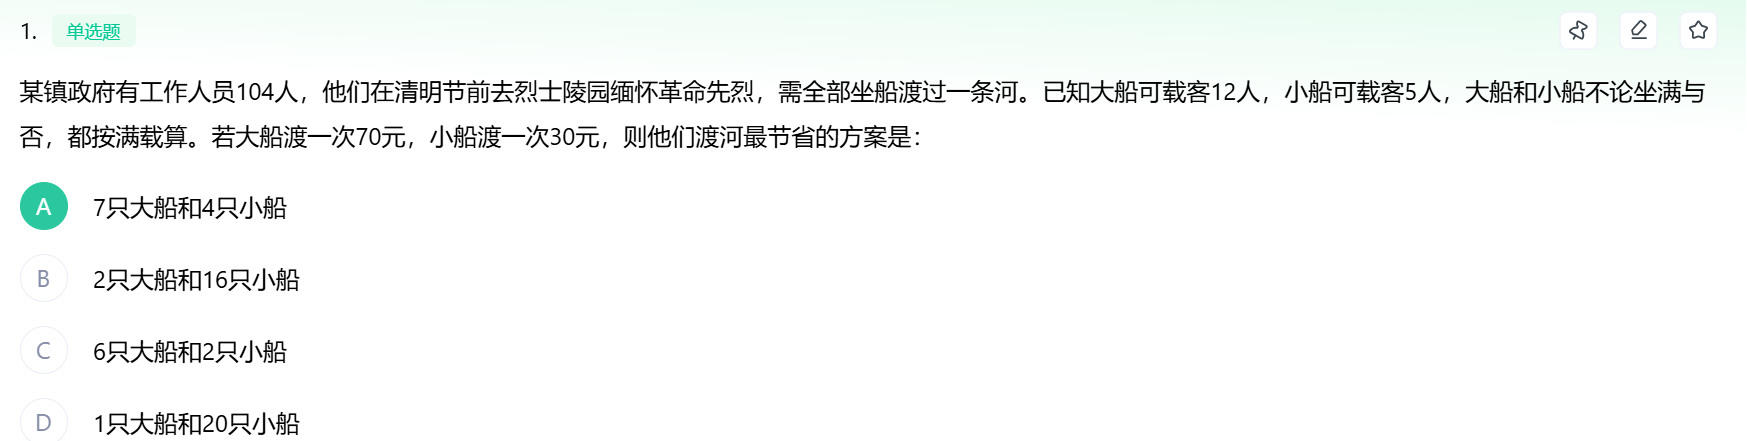 1. 单选题
某镇政府有工作人员104人，他们在清明节前去烈士陵园缅怀革命先烈，需全部坐船渡过一条河。已知大船可载客12人，小船可载客5人，大船和小船不论坐满与
否，都按满载算。若大船渡一次70元，小船渡一次30元，则他们渡河最节省的方案是：
A 7只大船和4只小船
B 2只大船和16只小船
C 6只大船和2只小船
D 1只大船和20只小船